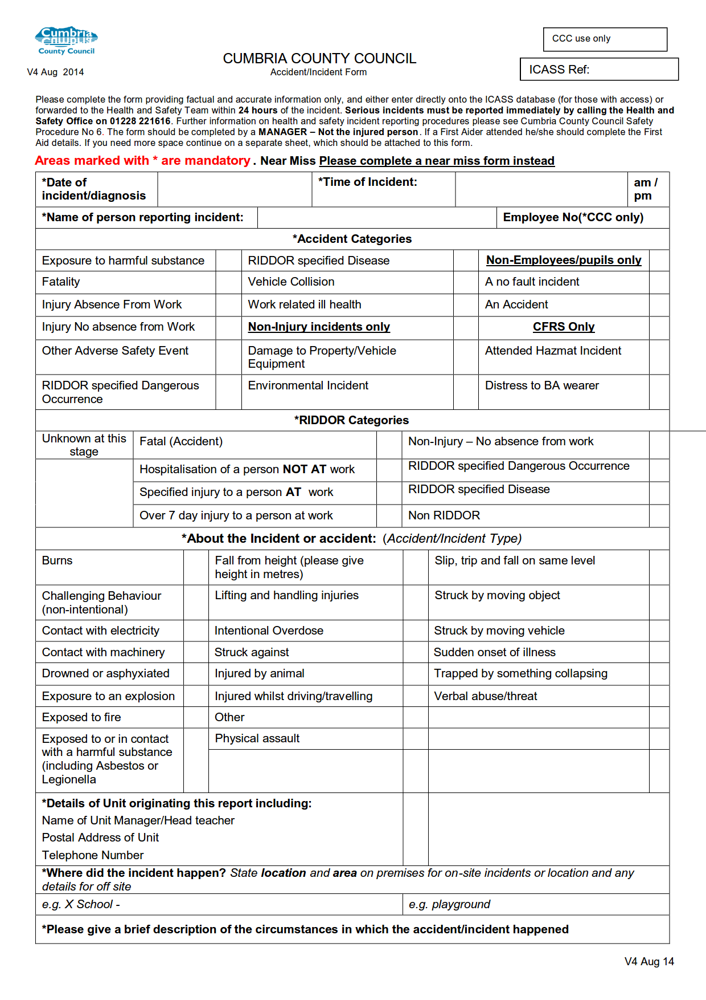 Cumbria
County Council
CCC use only
CUMBRIA COUNTY COUNCIL
V4 Aug 2014
Accident/Incident Form
ICASS Ref:
Please complete the form providing factual and accurate information only, and either enter directly onto the ICASS database (for those with access) or
forwarded to the Health and Safety Team within 24 hours of the incident. Serious incidents must be reported immediately by calling the Health and
Safety Office on 01228 221616. Further information on health and safety incident reporting procedures please see Cumbria County Council Safety
Procedure No 6. The form should be completed by a MANAGER – Not the injured person. If a First Aider attended he/she should complete the First
Aid details. If you need more space continue on a separate sheet, which should be attached to this form.
Areas marked with * are mandatory. Near Miss Please complete a near miss form instead
*Date of
incident/diagnosis
*Time of Incident:
am /
pm
*Name of person reporting incident:
Employee No(*CCC only)
*Accident Categories
Exposure to harmful substance
RIDDOR specified Disease
Non-Employees/pupils only
Fatality
Vehicle Collision
A no fault incident
Injury Absence From Work
Work related ill health
An Accident
Injury No absence from Work
Non-Injury incidents only
CFRS Only
Other Adverse Safety Event
Damage to Property/Vehicle
Equipment
Attended Hazmat Incident
RIDDOR specified Dangerous
Occurrence
Environmental Incident
Distress to BA wearer
*RIDDOR Categories
Unknown at this
stage
Fatal (Accident)
Non-Injury – No absence from work
Hospitalisation of a person NOT AT work
RIDDOR specified Dangerous Occurrence
Specified injury to a person AT work
RIDDOR specified Disease
Over 7 day injury to a person at work
Non RIDDOR
*About the Incident or accident: (Accident/Incident Type)
Burns
Fall from height (please give
height in metres)
Slip, trip and fall on same level
Challenging Behaviour
(non-intentional)
Lifting and handling injuries
Struck by moving object
Contact with electricity
Intentional Overdose
Struck by moving vehicle
Contact with machinery
Struck against
Sudden onset of illness
Drowned or asphyxiated
Injured by animal
Trapped by something collapsing
Exposure to an explosion
Injured whilst driving/travelling
Verbal abuse/threat
Exposed to fire
Other
Exposed to or in contact
with a harmful substance
(including Asbestos or
Legionella
Physical assault
*Details of Unit originating this report including:
Name of Unit Manager/Head teacher
Postal Address of Unit
Telephone Number
*Where did the incident happen? State location and area on premises for on-site incidents or location and any
details for off site
e.g. X School -
e.g. playground
*Please give a brief description of the circumstances in which the accident/incident happened
V4 Aug 14